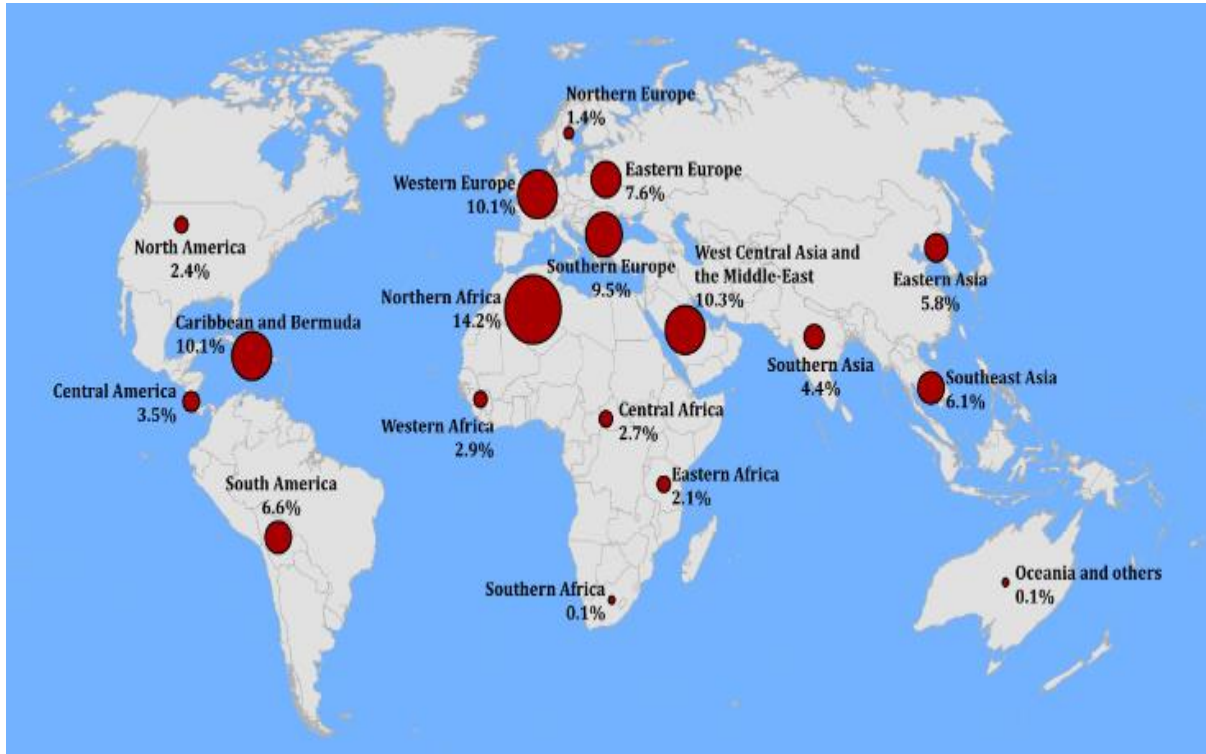 Northern Europe
1.4%
Eastern Europe
7.6%
Western Europe
10.1%
North America
2.4%
West Central Asia and
the Middle-East
10.3%
Southern Europe
9.5%
Eastern Asia
5.8%
Northern Africa
14.2%
Caribbean and Bermuda
10.1%
Southern Asia
4.4%
Southeast Asia
6.1%
Central America
3.5%
Western Africa
2.9%
Central Africa
2.7%
Eastern Africa
2.1%
South America
6.6%
Southern Africa
0.1%
Oceania and others
0.1%